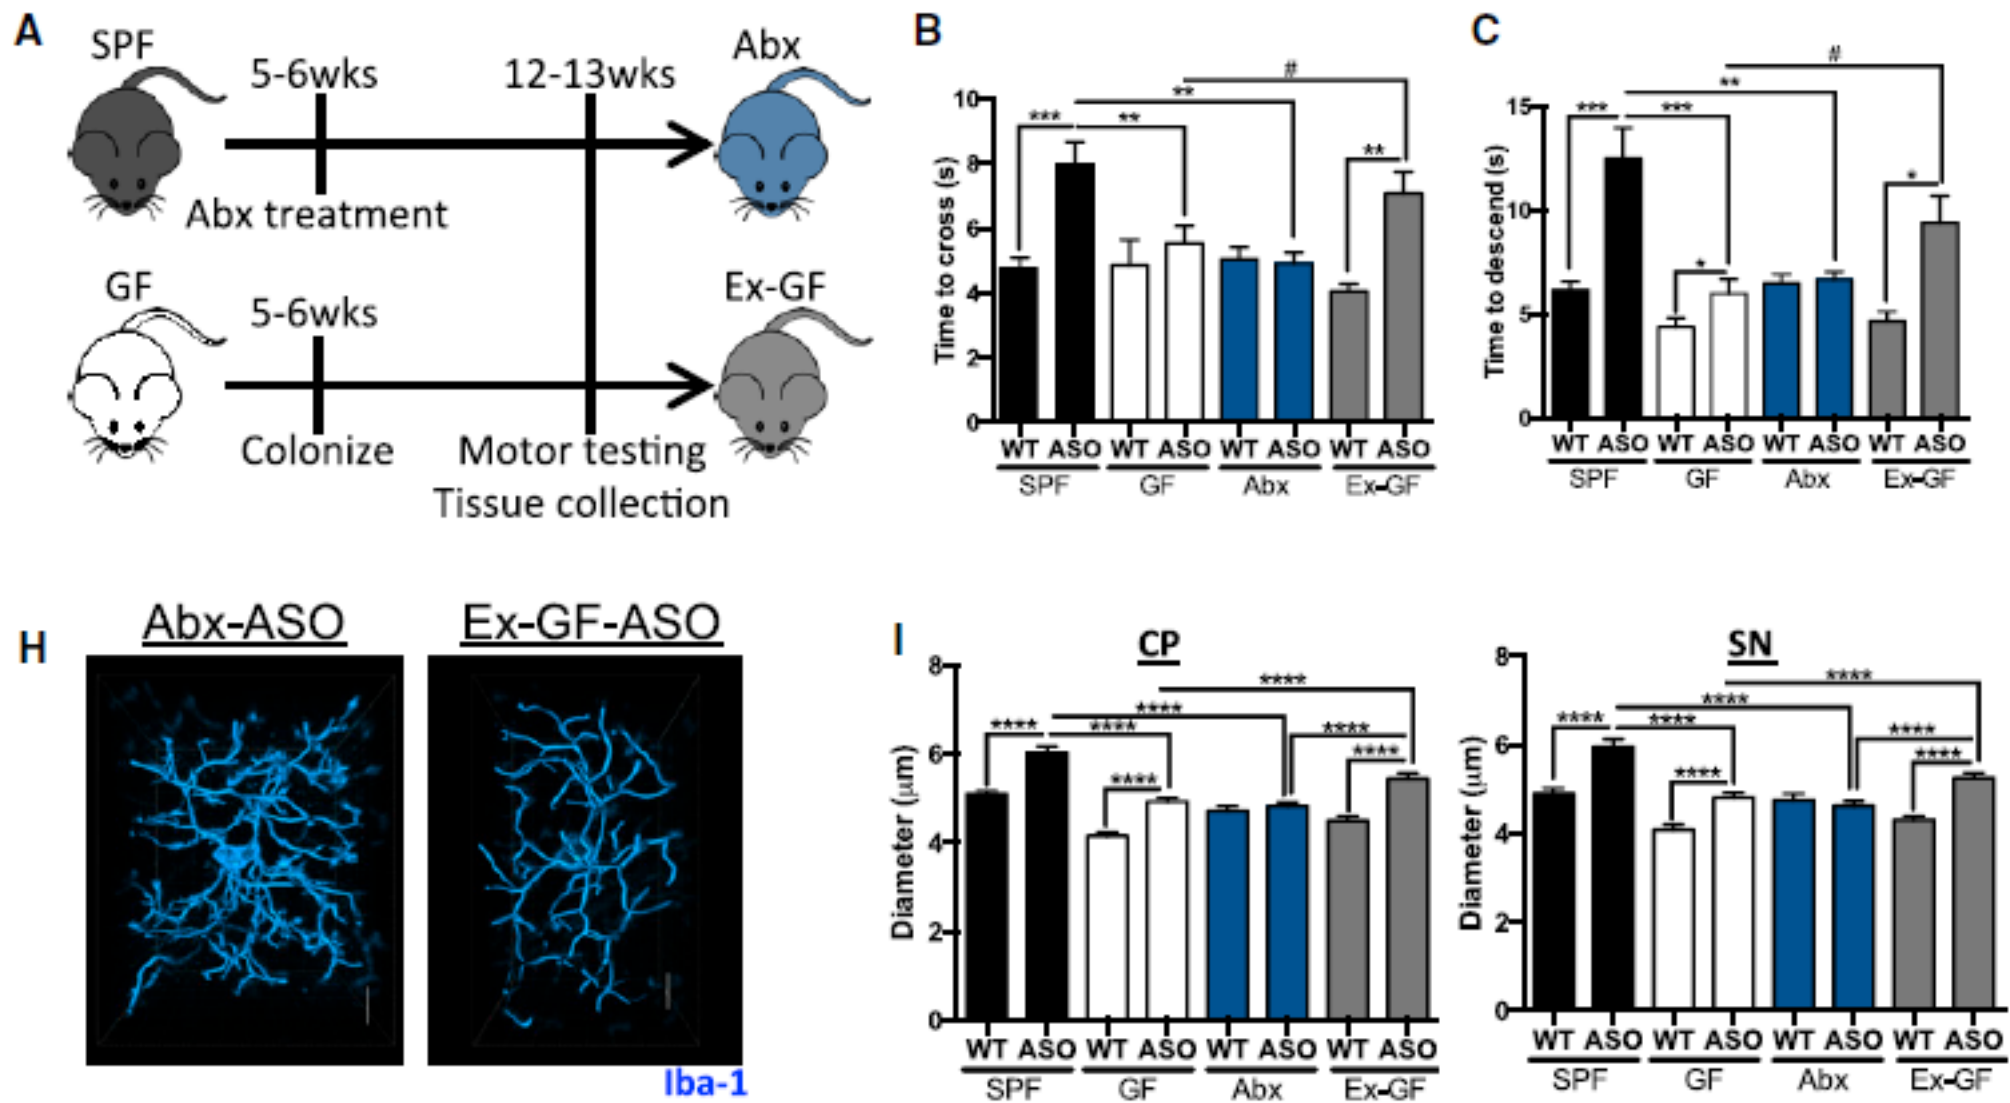 A
SPF
5-6wks
12-13wks
Abx
Abx treatment
GF
5-6wks
Ex-GF
Colonize
Motor testing
Tissue collection
B
#
**
*** **
**
10
8
6
4
2
0
Time to cross (s)
WT ASO WT ASO WT ASO WT ASO
SPF GF Abx Ex-GF
C
#
**
*** ***
*
*
15
10
5
0
Time to descend (s)
WT ASO WT ASO WT ASO WT ASO
SPF GF Abx Ex-GF
H
Abx-ASO
Ex-GF-ASO
Iba-1
I
CP
****
****
**** **** ****
****
****
8
6
4
2
0
Diameter (μm)
WT ASO WT ASO WT ASO WT ASO
SPF GF Abx Ex-GF
SN
****
****
**** **** ****
****
****
8
6
4
2
0
Diameter (μm)
WT ASO WT ASO WT ASO WT ASO
SPF GF Abx Ex-GF